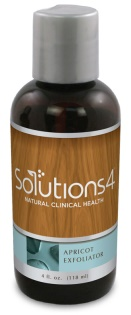 Solutions4
NATURAL CLINICAL HEALTH
APRICOT
EXFOLIATOR
4 fl. oz. (118 ml)